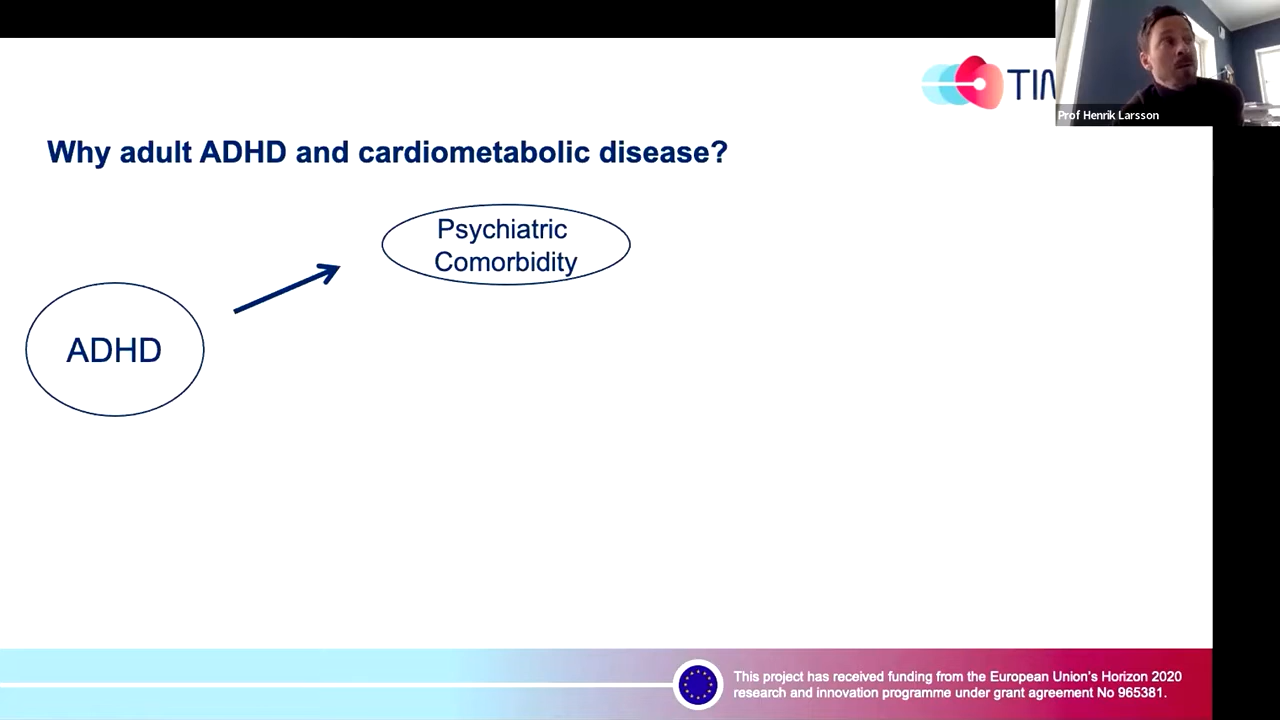 Prof Henrik Larsson
Why adult ADHD and cardiometabolic disease?
Psychiatric
Comorbidity
ADHD
This project has received funding from the European Union's Horizon 2020
research and innovation programme under grant agreement No 965381.